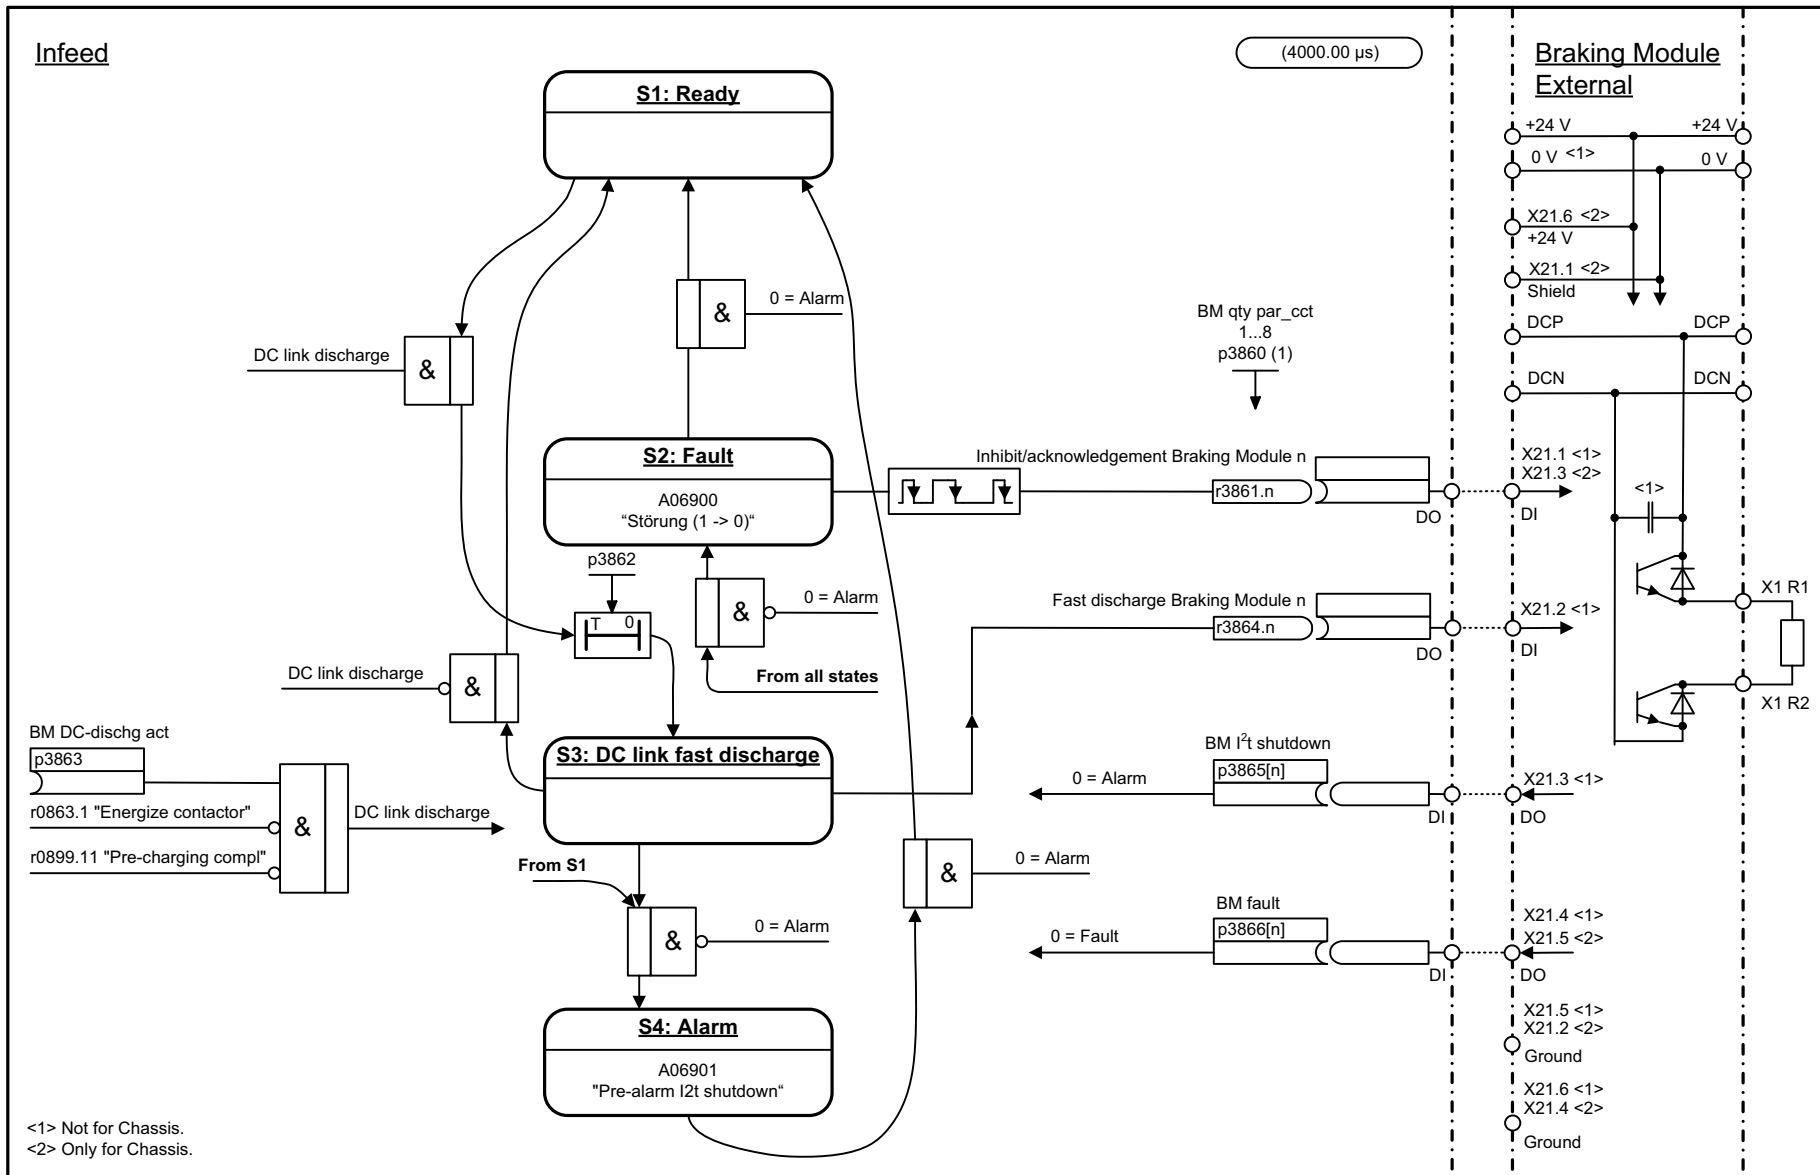 Infeed
(4000.00 µs)
Braking Module
External
S1: Ready
+24 V
+24 V
0 V <1>
0 V
X21.6 <2>
+24 V
X21.1 <2>
Shield
&
0 = Alarm
BM qty par_cct
1...8
p3860 (1)
DCP
DCP
DC link discharge
&
DCN
DCN
S2: Fault
A06900
“Störung (1 -> 0)“
Inhibit/acknowledgement Braking Module n
r3861.n
DO
X21.1 <1>
X21.3 <2>
DI
<1>
p3862
T 0
&
0 = Alarm
From all states
Fast discharge Braking Module n
r3864.n
DO
X21.2 <1>
DI
X1 R1
X1 R2
DC link discharge
&
BM DC-dischg act
p3863
r0863.1 "Energize contactor"
r0899.11 "Pre-charging compl"
&
DC link discharge
S3: DC link fast discharge
BM I²t shutdown
p3865[n]
0 = Alarm
DI
X21.3 <1>
DO
From S1
&
0 = Alarm
&
0 = Alarm
BM fault
p3866[n]
0 = Fault
DI
X21.4 <1>
X21.5 <2>
DO
S4: Alarm
A06901
"Pre-alarm I2t shutdown“
X21.5 <1>
X21.2 <2>
Ground
X21.6 <1>
X21.4 <2>
Ground
<1> Not for Chassis.
<2> Only for Chassis.